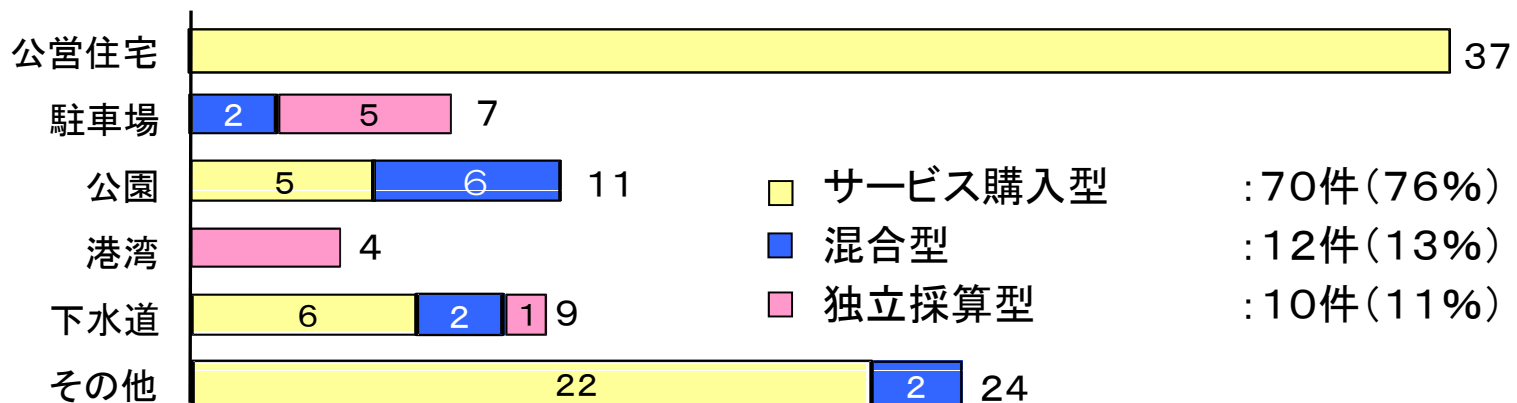 公営住宅 37
駐車場 2 5 7
公園 5 6 11
港湾 4
下水道 6 2 1 9
その他 22 2 24
サービス購入型 :70件(76%)
混合型 :12件(13%)
独立採算型 :10件(11%)